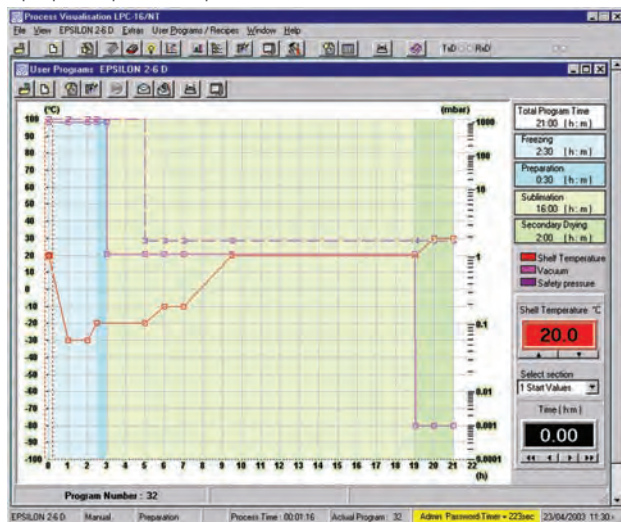 Process Visualisation LPC-16/NT
File View EPSILON 2-6 D Extras User Programs / Recipes Window Help
TxD RxD
User Programs EPSILON 2-6 D
(°C) (mbar)
100 1000
90
80 100
70
60 10
50
40
30
20 1
10
0
-10
-20 0.1
-30
-40
-50
-60 0.01
-70
-80 0.001
-90
-100 0.0001
0 1 2 3 4 5 6 7 8 9 10 11 12 13 14 15 16 17 18 19 20 21 22
(h)
Total Program Time
21:00 [ h : m ]
Freezing
2:30 [ h : m ]
Preparation
0:30 [ h : m ]
Sublimation
16:00 [ h : m ]
Secondary Drying
2:00 [ h : m ]
Shelf Temperature
Vacuum
Safety pressure
Shelf Temperature °C
20.0
Select section
1 Start Values
Time [ h:m ]
0.00
Program Number : 32
EPSILON 2-6 D Manual Preparation Process Time : 00:01:16 Actual Program : 32 Admin. Password-Timer = 223sec 23/04/2003 11:30